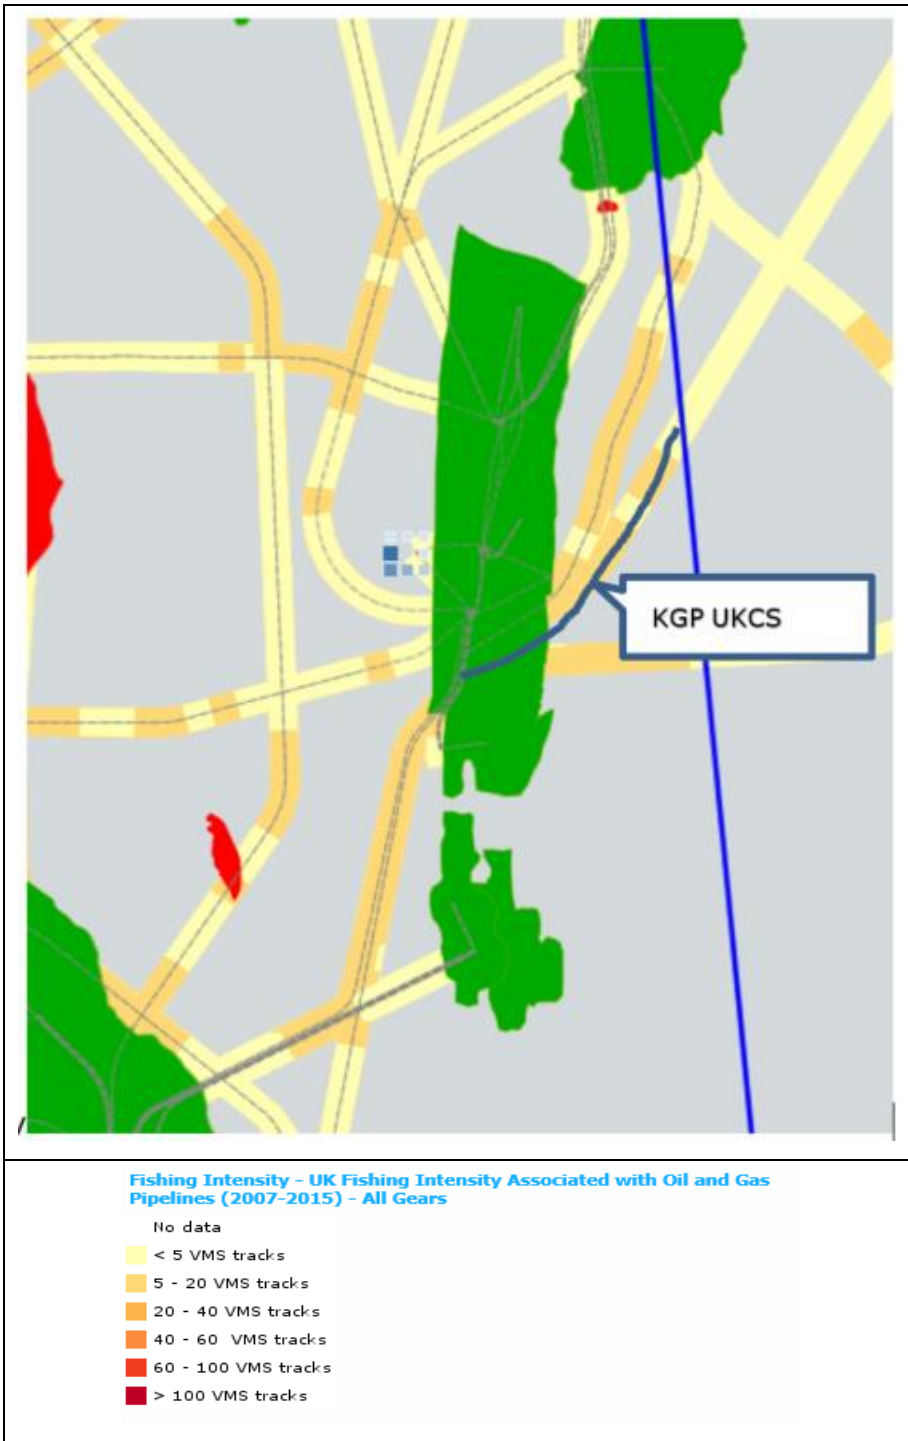 KGP UKCS
Fishing Intensity - UK Fishing Intensity Associated with Oil and Gas
Pipelines (2007-2015) - All Gears
No data
< 5 VMS tracks
5 - 20 VMS tracks
20 - 40 VMS tracks
40 - 60 VMS tracks
60 - 100 VMS tracks
> 100 VMS tracks